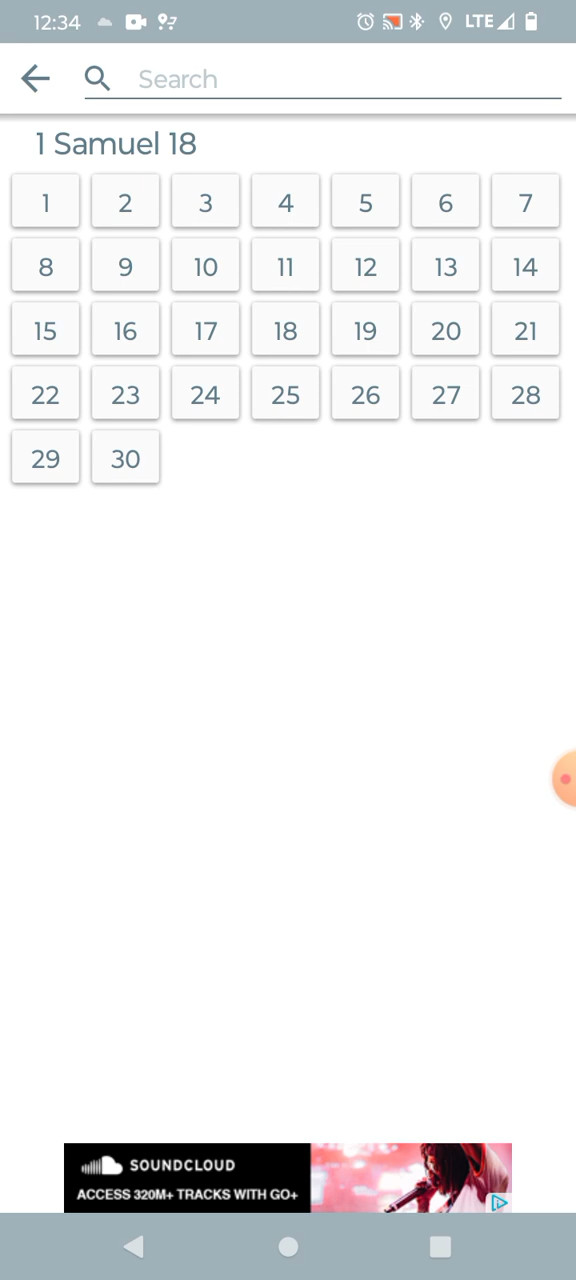 12:34 LTE
Search
1 Samuel 18
1 2 3 4 5 6 7
8 9 10 11 12 13 14
15 16 17 18 19 20 21
22 23 24 25 26 27 28
29 30
SOUNDCLOUD
ACCESS 320M+ TRACKS WITH GO+